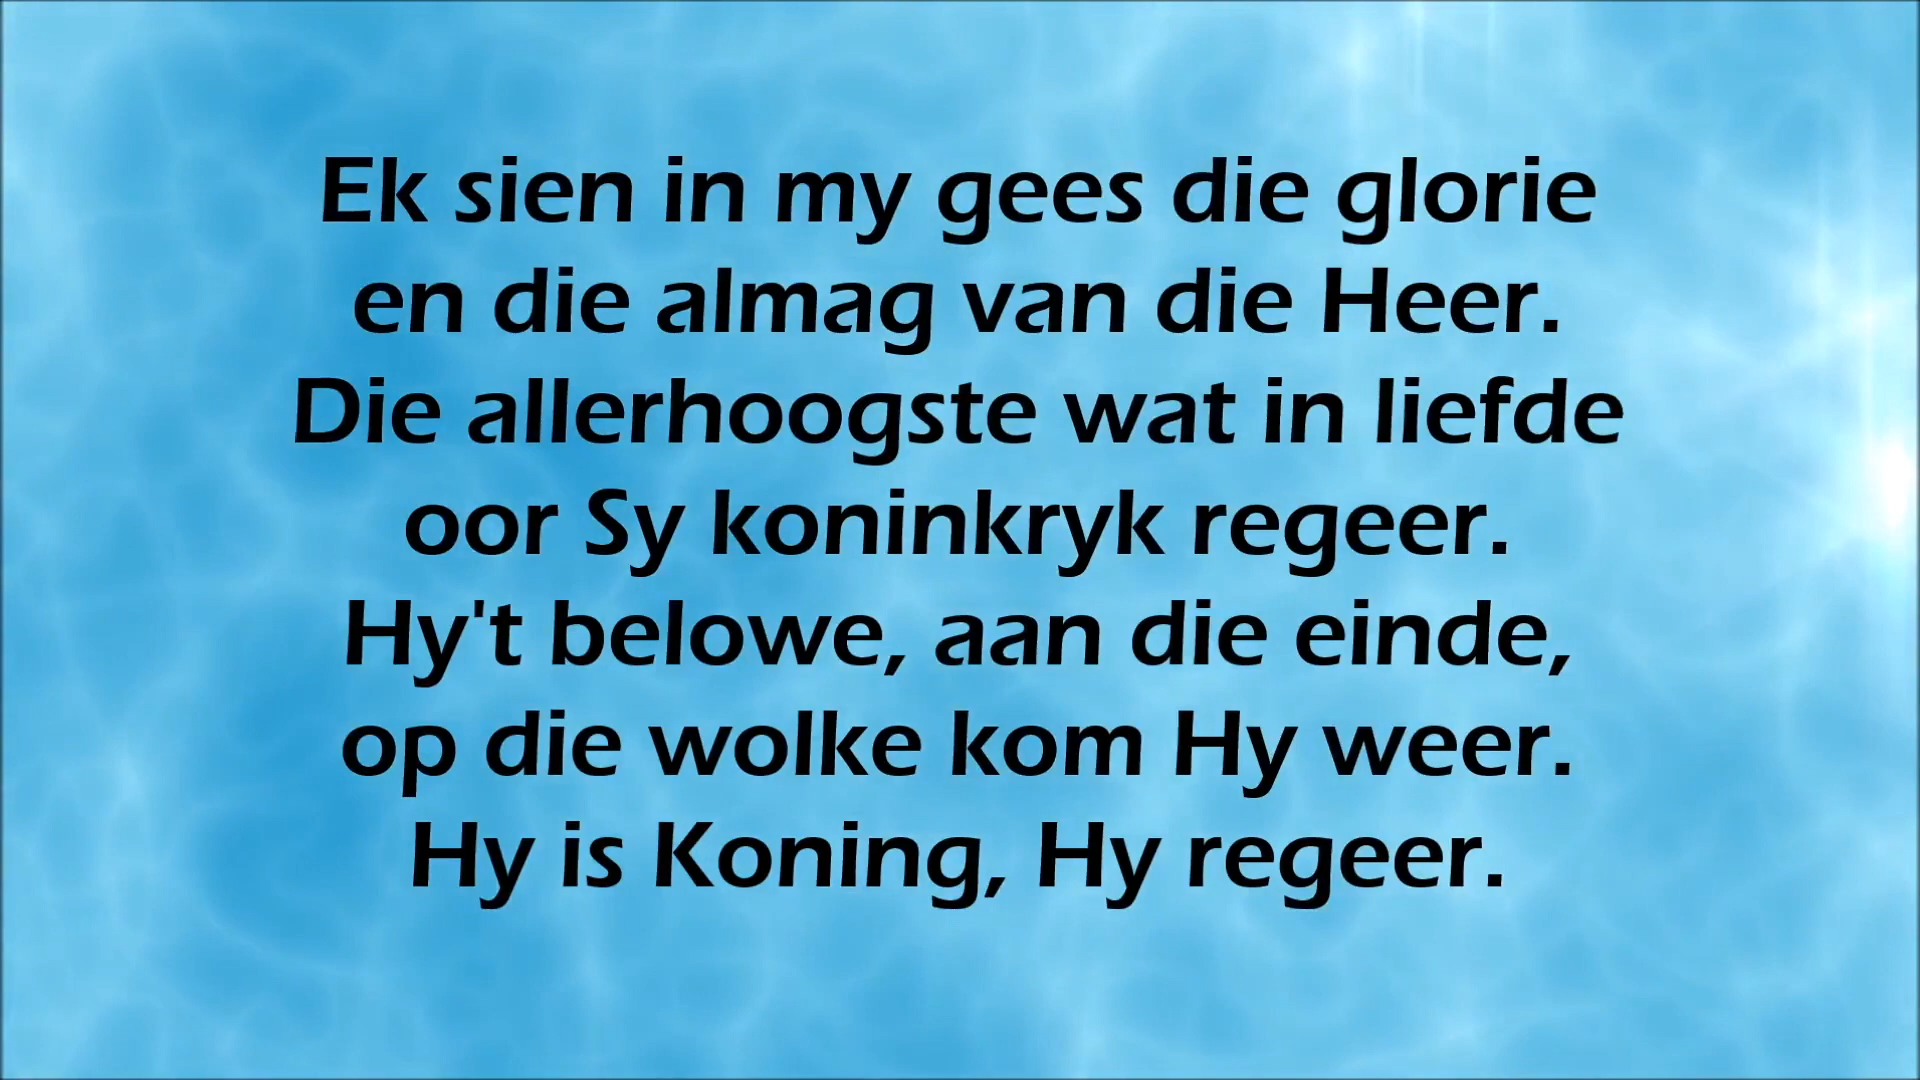 Ek sien in my gees die glorie
en die almag van die Heer.
Die allerhoogste wat in liefde
oor Sy koninkryk regeer.
Hy't belowe, aan die einde,
op die wolke kom Hy weer.
Hy is Koning, Hy regeer.